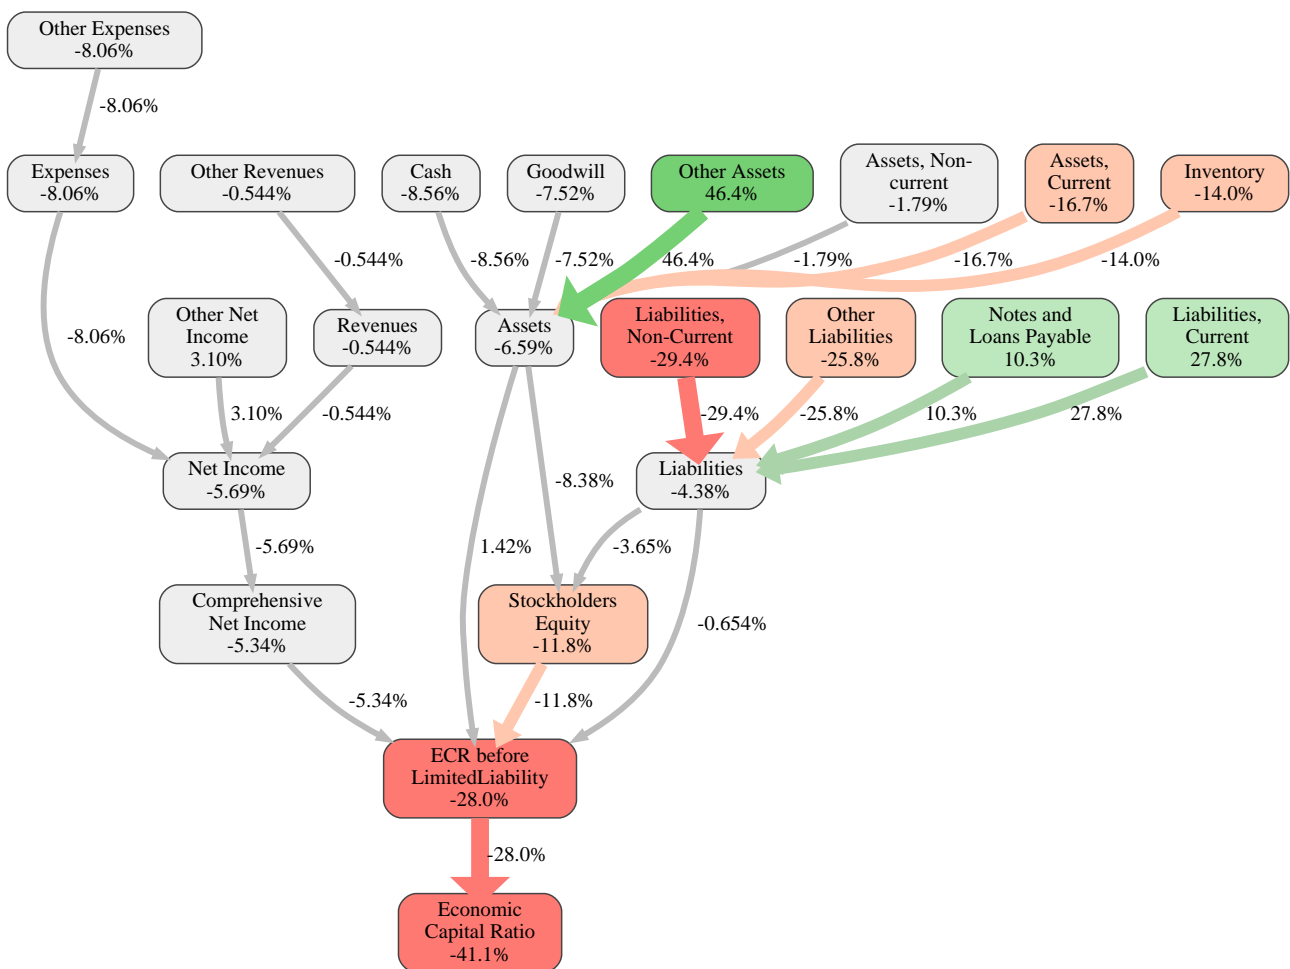 Other Expenses
-8.06%
-8.06%
Expenses
-8.06%
Other Revenues
-0.544%
Cash
-8.56%
Goodwill
-7.52%
Other Assets
46.4%
Assets, Non-
current
-1.79%
Assets,
Current
-16.7%
Inventory
-14.0%
-0.544%
-8.56%
-7.52%
46.4%
-1.79%
-16.7%
-14.0%
-8.06%
Other Net
Income
3.10%
Revenues
-0.544%
Assets
-6.59%
Liabilities,
Non-Current
-29.4%
Other
Liabilities
-25.8%
Notes and
Loans Payable
10.3%
Liabilities,
Current
27.8%
3.10%
-0.544%
-29.4%
-25.8%
10.3%
27.8%
Net Income
-5.69%
-8.38%
Liabilities
-4.38%
-5.69%
1.42%
-3.65%
Comprehensive
Net Income
-5.34%
Stockholders
Equity
-11.8%
-0.654%
-5.34%
-11.8%
ECR before
LimitedLiability
-28.0%
-28.0%
Economic
Capital Ratio
-41.1%